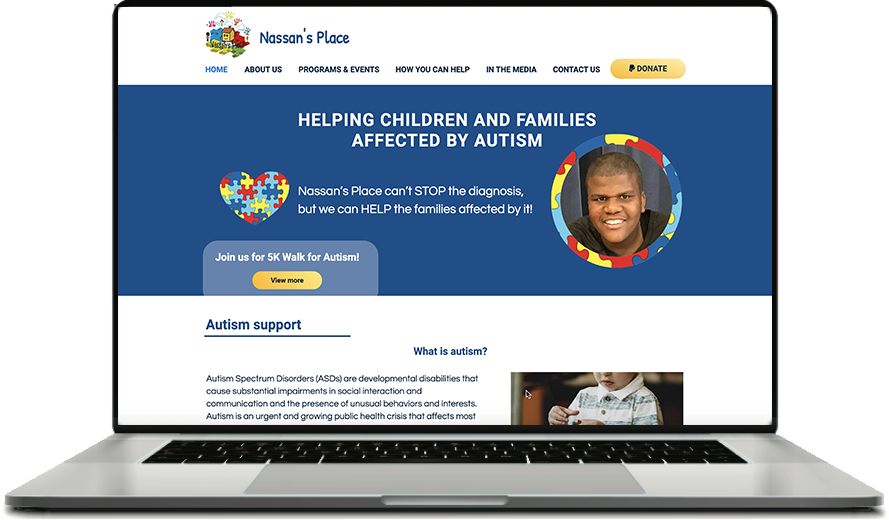 Nassan's Place
HOME ABOUT US PROGRAMS & EVENTS HOW YOU CAN HELP IN THE MEDIA CONTACT US DONATE
HELPING CHILDREN AND FAMILIES
AFFECTED BY AUTISM
Nassan's Place can't STOP the diagnosis,
but we can HELP the families affected by it!
Join us for 5K Walk for Autism!
View more
Autism support
What is autism?
Autism Spectrum Disorders (ASDs) are developmental disabilities that
cause substantial impairments in social interaction and
communication and the presence of unusual behaviors and interests.
Autism is an urgent and growing public health crisis that affects most